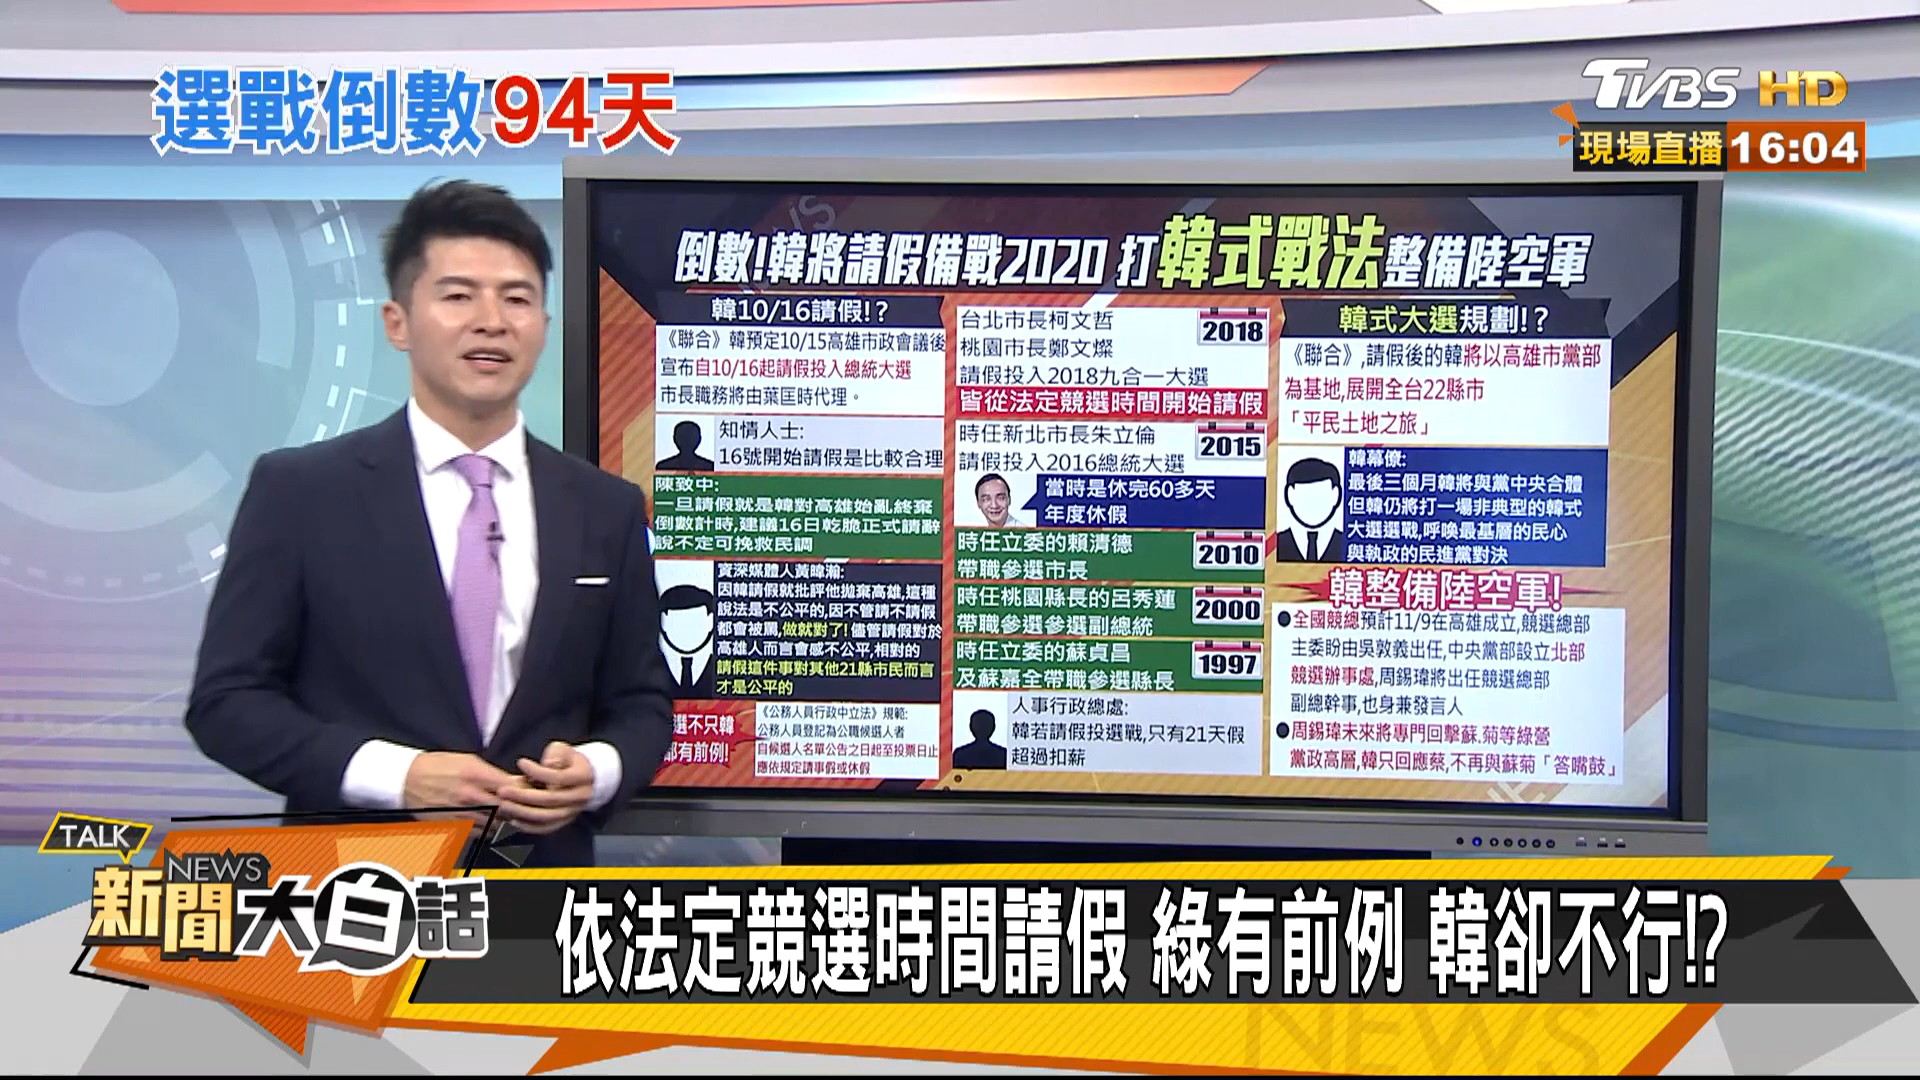 選戰倒數94天
TVBS HD
現場直播 16:04
倒數!韓將請假備戰2020 打韓式戰法整備陸空軍
韓10/16請假!?
《聯合》韓預定10/15高雄市政會議後
宣布自10/16起請假投入總統大選
市長職務將由葉匡時代理。
知情人士:
16號開始請假是比較合理
陳致中:
一旦請假就是韓對高雄始亂終棄
倒數計時,建議16日乾脆正式請辭
說不定可挽救民調
資深媒體人黃暐瀚:
因韓請假就批評他拋棄高雄,這種
說法是不公平的,因不管請不請假
都會被罵,做就對了!儘管請假對於
高雄人而言會感不公平,相對的
請假這件事對其他21縣市民而言
才是公平的
選不只韓
都有前例!
《公務人員行政中立法》規範:
公務人員登記為公職候選人者
自候選人名單公告之日起至投票日止
應依規定請事假或休假
台北市長柯文哲
桃園市長鄭文燦
2018
請假投入2018九合一大選
皆從法定競選時間開始請假
時任新北市長朱立倫
2015
請假投入2016總統大選
當時是休完60多天
年度休假
時任立委的賴清德
2010
帶職參選市長
時任桃園縣長的呂秀蓮
2000
帶職參選參選副總統
時任立委的蘇貞昌
1997
及蘇嘉全帶職參選縣長
人事行政總處:
韓若請假投選戰,只有21天假
超過扣薪
韓式大選規劃!?
《聯合》,請假後的韓將以高雄市黨部
為基地,展開全台22縣市
「平民土地之旅」
韓幕僚:
最後三個月韓將與黨中央合體
但韓仍將打一場非典型的韓式
大選選戰,呼喚最基層的民心
與執政的民進黨對決
韓整備陸空軍!
●全國競總預計11/9在高雄成立,競選總部
主委盼由吳敦義出任,中央黨部設立北部
競選辦事處,周錫瑋將出任競選總部
副總幹事,也身兼發言人
●周錫瑋未來將專門回擊蘇.菊等綠營
黨政高層,韓只回應蔡,不再與蘇菊「答嘴鼓」
TALK
NEWS
新聞大白話
依法定競選時間請假 綠有前例 韓卻不行!?
NEWS